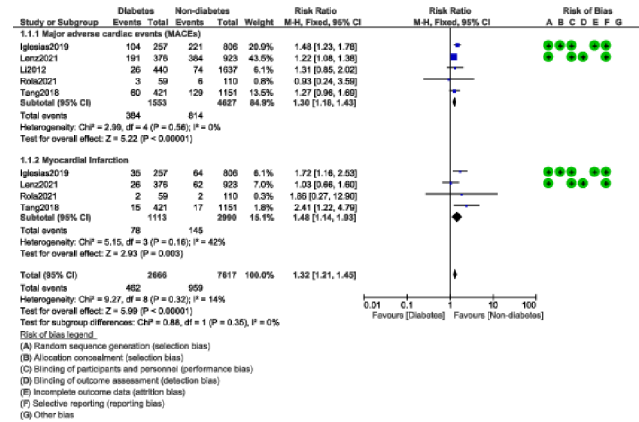 Diabetes Non-diabetes Risk Ratio Risk Ratio Risk of Bias
Study or Subgroup Events Total Events Total Weight M-H, Fixed, 95% CI M-H, Fixed, 95% CI A B C D E F G
1.1.1 Major adverse cardiac events (MACEs)
Iglesias2019 104 257 221 806 20.9% 1.48 [1.23, 1.78]
Lenz2021 191 376 384 923 43.5% 1.22 [1.08, 1.38]
Li2012 26 440 74 1637 6.1% 1.31 [0.85, 2.02]
Rola2021 3 59 6 110 0.8% 0.93 [0.24, 3.59]
Tang2018 60 421 129 1151 13.5% 1.27 [0.96, 1.69]
Subtotal (95% CI) 1553 4627 84.9% 1.30 [1.18, 1.43]
Total events 384 814
Heterogeneity: Chi² = 2.99, df = 4 (P = 0.56); I² = 0%
Test for overall effect: Z = 5.22 (P < 0.00001)
1.1.2 Myocardial Infarction
Iglesias2019 35 257 64 806 6.1% 1.72 [1.16, 2.53]
Lenz2021 26 376 62 923 7.0% 1.03 [0.66, 1.60]
Rola2021 2 59 2 110 0.3% 1.86 [0.27, 12.90]
Tang2018 15 421 17 1151 1.8% 2.41 [1.22, 4.79]
Subtotal (95% CI) 1113 2990 15.1% 1.48 [1.14, 1.93]
Total events 78 145
Heterogeneity: Chi² = 5.15, df = 3 (P = 0.16); I² = 42%
Test for overall effect: Z = 2.93 (P = 0.003)
Total (95% CI) 2666 7617 100.0% 1.32 [1.21, 1.45]
Total events 462 959
Heterogeneity: Chi² = 9.27, df = 8 (P = 0.32); I² = 14%
Test for overall effect: Z = 5.99 (P < 0.00001)
Test for subgroup differences: Chi² = 0.88, df = 1 (P = 0.35), I² = 0%
0.01 0.1 1 10 100
Favours [Diabetes] Favours [Non-diabetes]
Risk of bias legend
(A) Random sequence generation (selection bias)
(B) Allocation concealment (selection bias)
(C) Blinding of participants and personnel (performance bias)
(D) Blinding of outcome assessment (detection bias)
(E) Incomplete outcome data (attrition bias)
(F) Selective reporting (reporting bias)
(G) Other bias